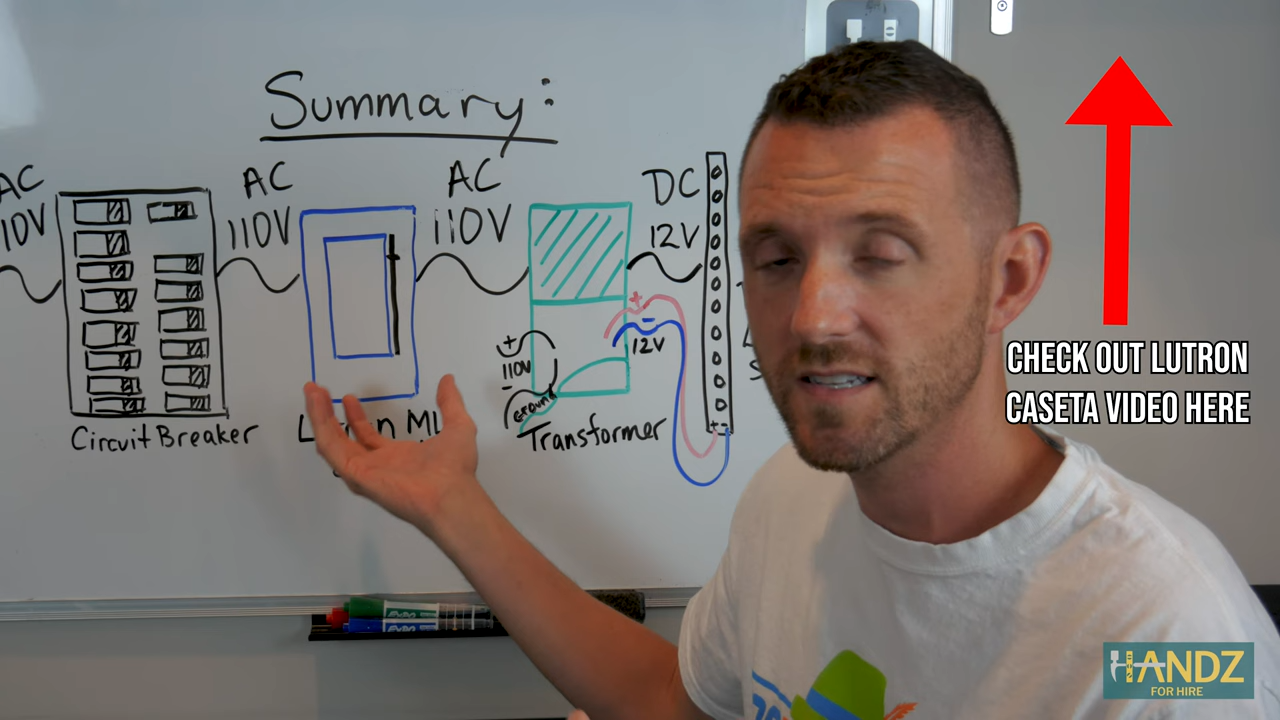 Summary:
AC
110V
AC
110V
AC
110V
DC
12V
+
110V
-
Ground
+
-
12V
+ -
Circuit Breaker
Transformer
CHECK OUT LUTRON
CASETA VIDEO HERE
EXPO
EXPO
HANDZ
FOR HIRE